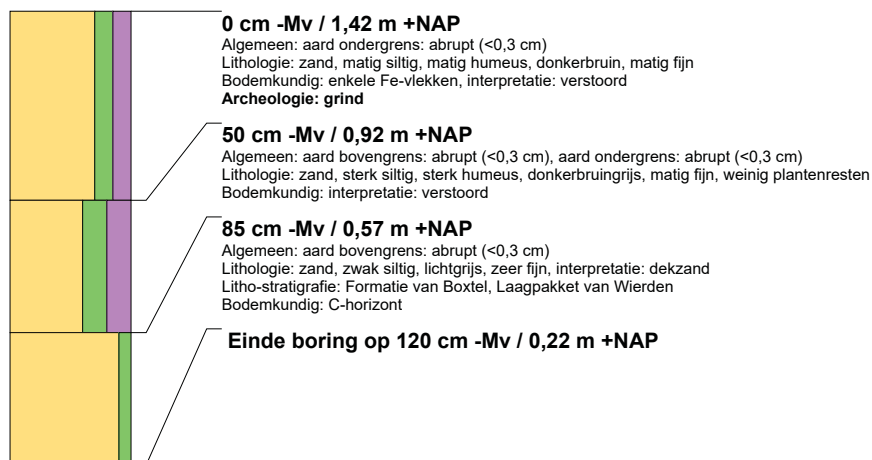 0 cm -Mv / 1,42 m +NAP
Algemeen: aard ondergrens: abrupt (<0,3 cm)
Lithologie: zand, matig siltig, matig humeus, donkerbruin, matig fijn
Bodemkundig: enkele Fe-vlekken, interpretatie: verstoord
Archeologie: grind
50 cm -Mv / 0,92 m +NAP
Algemeen: aard bovengrens: abrupt (<0,3 cm), aard ondergrens: abrupt (<0,3 cm)
Lithologie: zand, sterk siltig, sterk humeus, donkerbruingrijs, matig fijn, weinig plantenresten
Bodemkundig: interpretatie: verstoord
85 cm -Mv / 0,57 m +NAP
Algemeen: aard bovengrens: abrupt (<0,3 cm)
Lithologie: zand, zwak siltig, lichtgrijs, zeer fijn, interpretatie: dekzand
Litho-stratigrafie: Formatie van Boxtel, Laagpakket van Wierden
Bodemkundig: C-horizont
Einde boring op 120 cm -Mv / 0,22 m +NAP